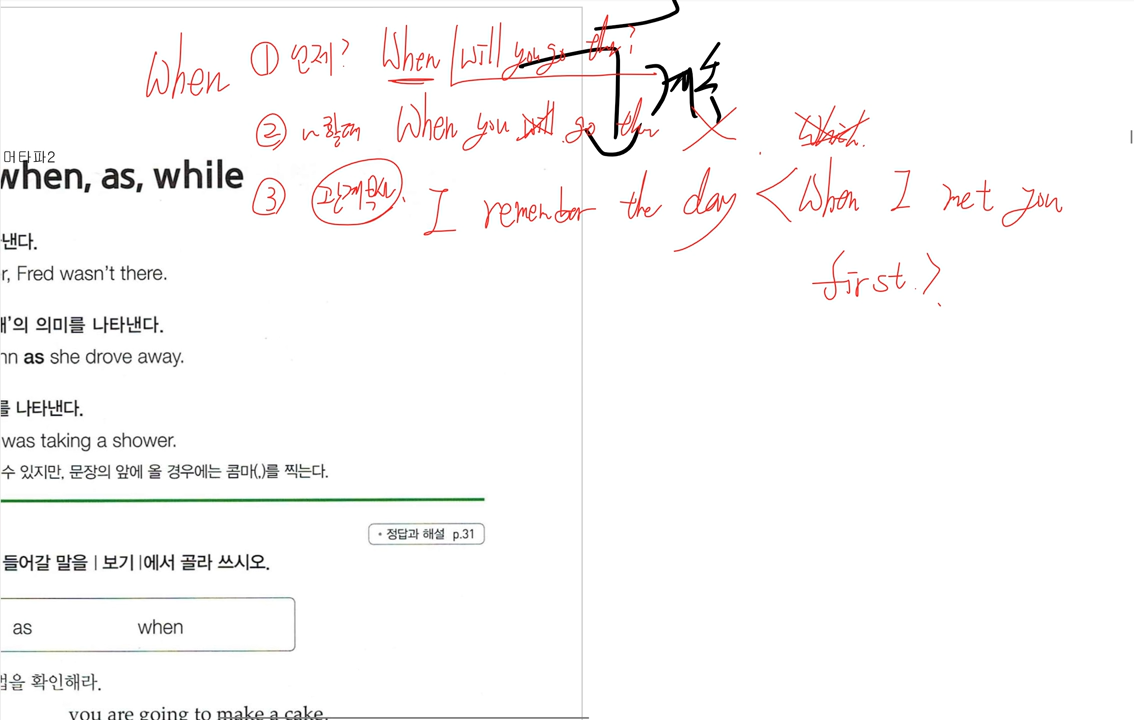 when ① 언제? When will you go there?
② ~할때 When you will go
머타파2
when, as, while
③ 관계부사. I remember the day <When I met you
first.>
낸다.
r, Fred wasn't there.
때'의 의미를 나타낸다.
nn as she drove away.
를 나타낸다.
was taking a shower.
수 있지만, 문장의 앞에 올 경우에는 콤마(,)를 찍는다.
• 정답과 해설 p.31
들어갈 말을 | 보기 |에서 골라 쓰시오.
as when
법을 확인해라.
you are going to make a cake.